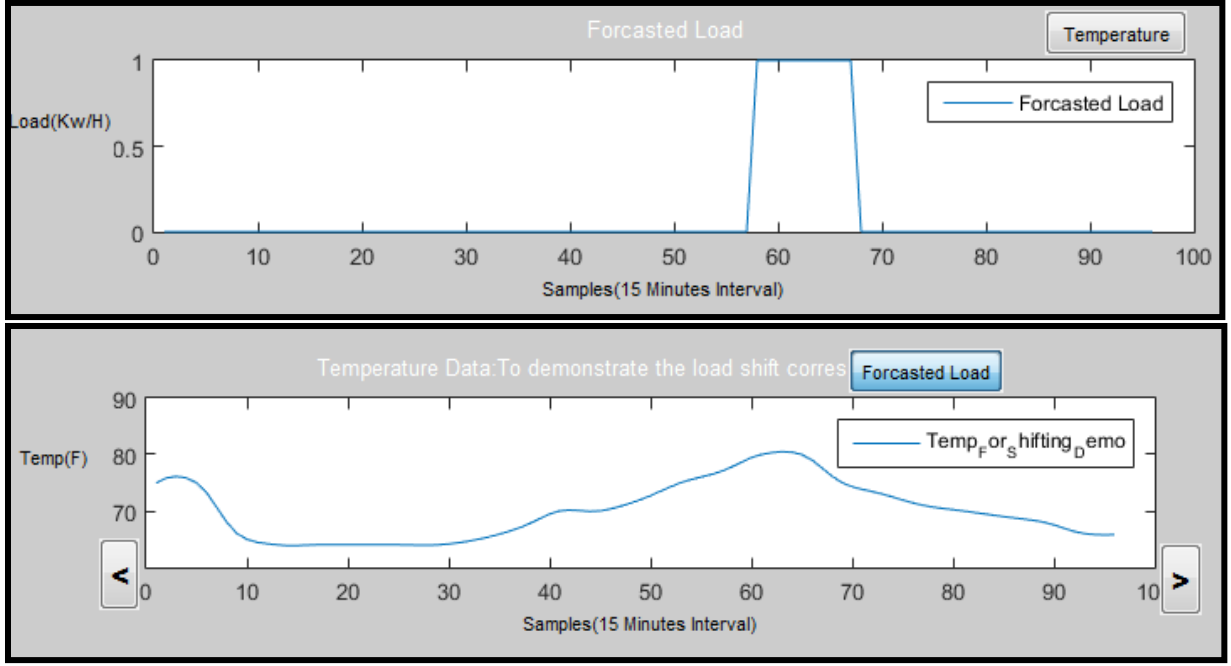 Forcasted Load
Temperature
1
Forcasted Load
Load(Kw/H)
0.5
0
0 10 20 30 40 50 60 70 80 90 100
Samples(15 Minutes Interval)
Temperature Data:To demonstrate the load shift corres
Forcasted Load
90
Temp_For_Shifting_Demo
Temp(F)
80
70
<
>
0 10 20 30 40 50 60 70 80 90 10
Samples(15 Minutes Interval)